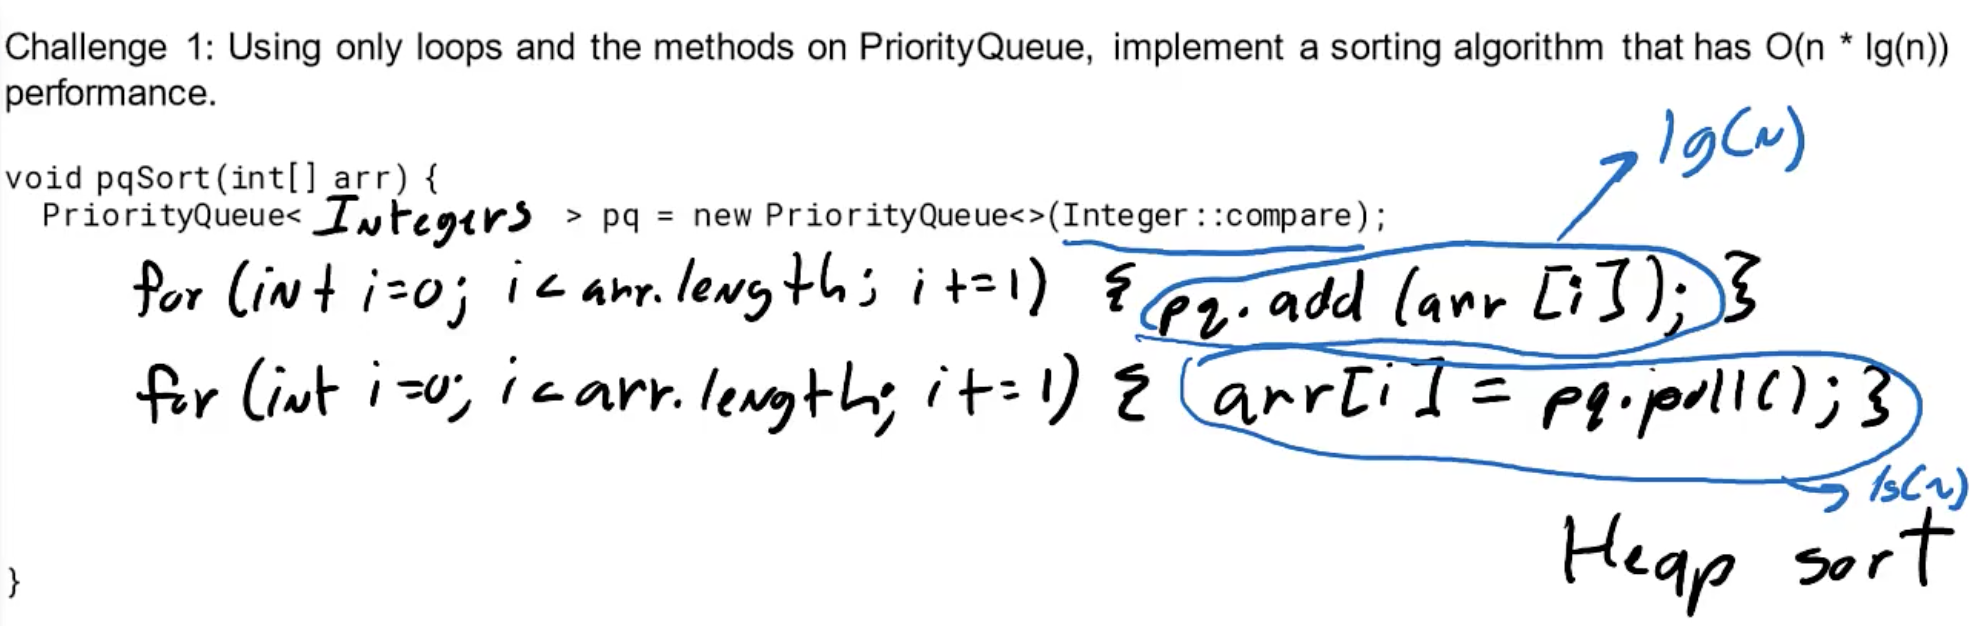 Challenge 1: Using only loops and the methods on PriorityQueue, implement a sorting algorithm that has O(n * lg(n))
performance.
lg(N)
void pqSort(int[] arr) {
PriorityQueue< Integers > pq = new PriorityQueue<>(Integer::compare);
for (int i=0; i < arr.length; i += 1) { pq.add (arr [i]); }
for (int i=0; i < arr.length; i += 1) { arr[i] = pq.poll(); }
lg(N)
Heap sort
}